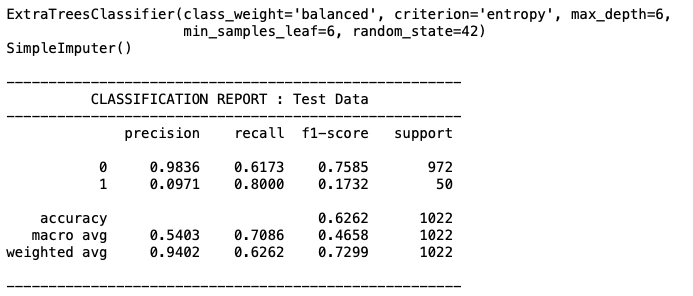 ExtraTreesClassifier(class_weight='balanced', criterion='entropy', max_depth=6,
min_samples_leaf=6, random_state=42)
SimpleImputer()
-------------------------------------------------------
CLASSIFICATION REPORT : Test Data
-------------------------------------------------------
precision recall f1-score support
0 0.9836 0.6173 0.7585 972
1 0.0971 0.8000 0.1732 50
accuracy 0.6262 1022
macro avg 0.5403 0.7086 0.4658 1022
weighted avg 0.9402 0.6262 0.7299 1022
-------------------------------------------------------